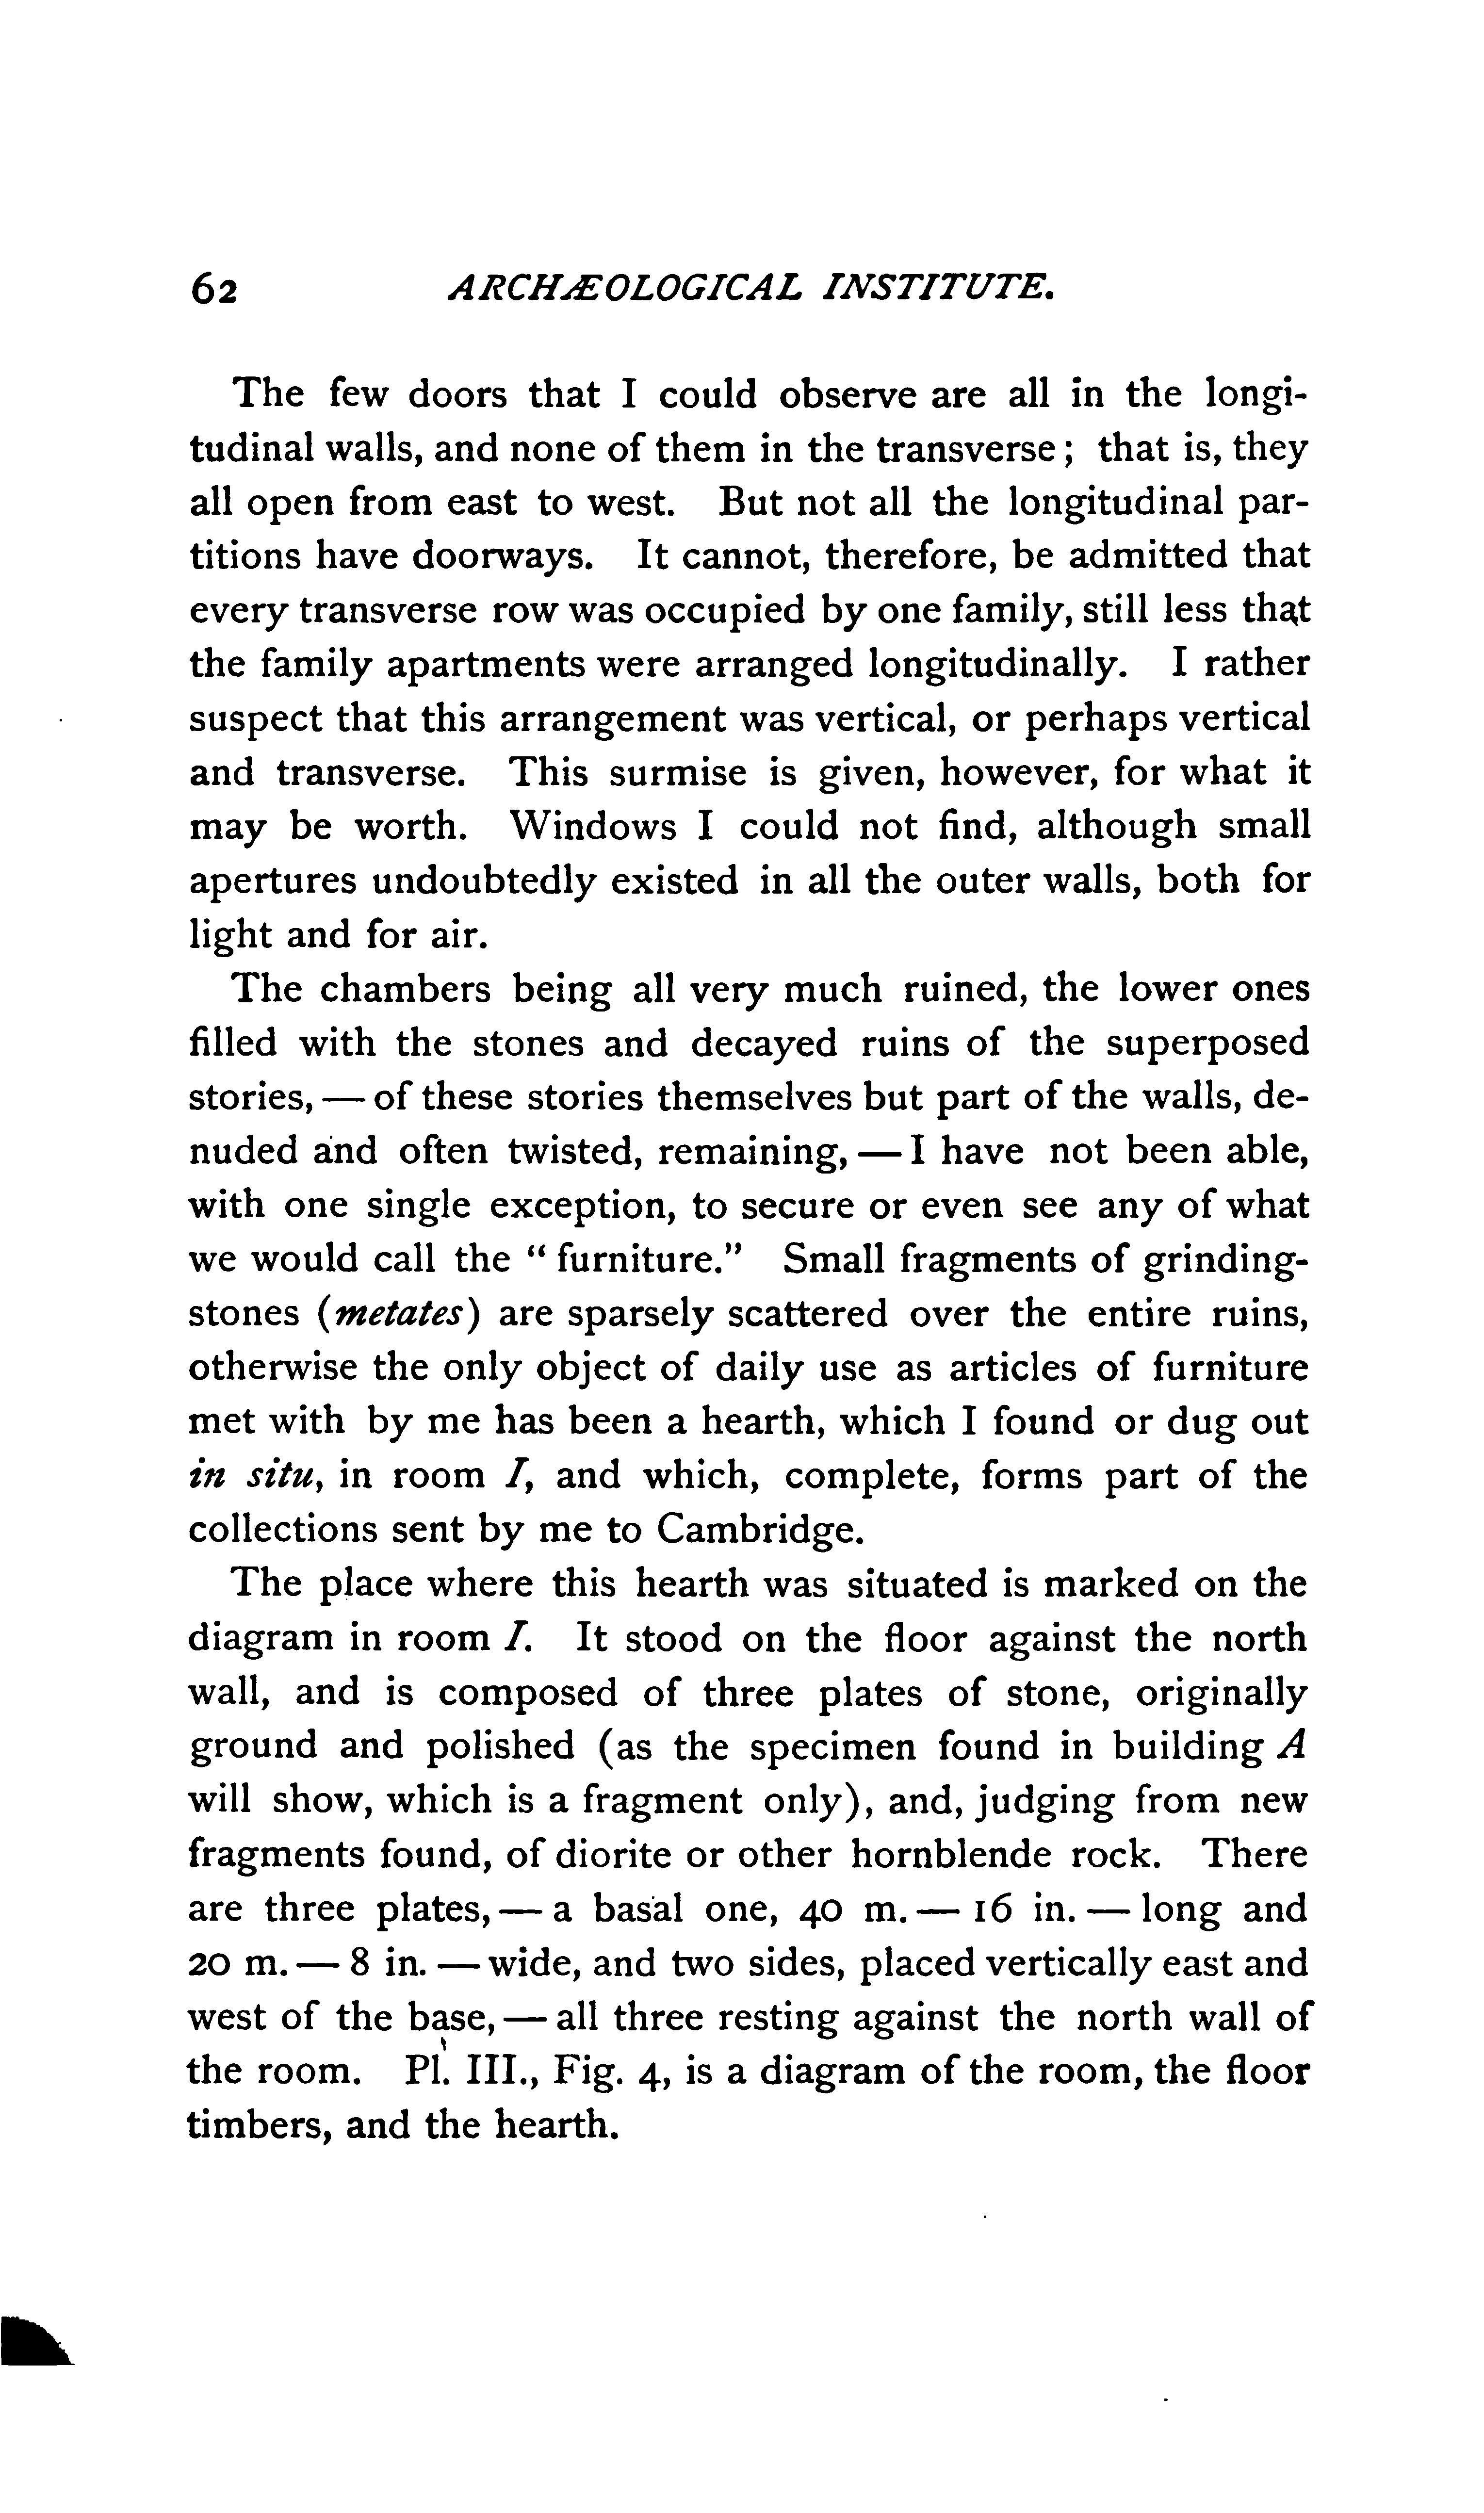 62 ARCHÆOLOGICAL INSTITUTE.
The few doors that I could observe are all in the longi-
tudinal walls, and none of them in the transverse; that is, they
all open from east to west. But not all the longitudinal par-
titions have doorways. It cannot, therefore, be admitted that
every transverse row was occupied by one family, still less that
the family apartments were arranged longitudinally. I rather
suspect that this arrangement was vertical, or perhaps vertical
and transverse. This surmise is given, however, for what it
may be worth. Windows I could not find, although small
apertures undoubtedly existed in all the outer walls, both for
light and for air.
The chambers being all very much ruined, the lower ones
filled with the stones and decayed ruins of the superposed
stories, — of these stories themselves but part of the walls, de-
nuded and often twisted, remaining, — I have not been able,
with one single exception, to secure or even see any of what
we would call the “ furniture.” Small fragments of grinding-
stones (metates) are sparsely scattered over the entire ruins,
otherwise the only object of daily use as articles of furniture
met with by me has been a hearth, which I found or dug out
in situ, in room I, and which, complete, forms part of the
collections sent by me to Cambridge.
The place where this hearth was situated is marked on the
diagram in room I. It stood on the floor against the north
wall, and is composed of three plates of stone, originally
ground and polished (as the specimen found in building A
will show, which is a fragment only), and, judging from new
fragments found, of diorite or other hornblende rock. There
are three plates, — a basal one, 40 m. — 16 in. — long and
20 m. — 8 in. — wide, and two sides, placed vertically east and
west of the base, — all three resting against the north wall of
the room. Pl. III., Fig. 4, is a diagram of the room, the floor
timbers, and the hearth.